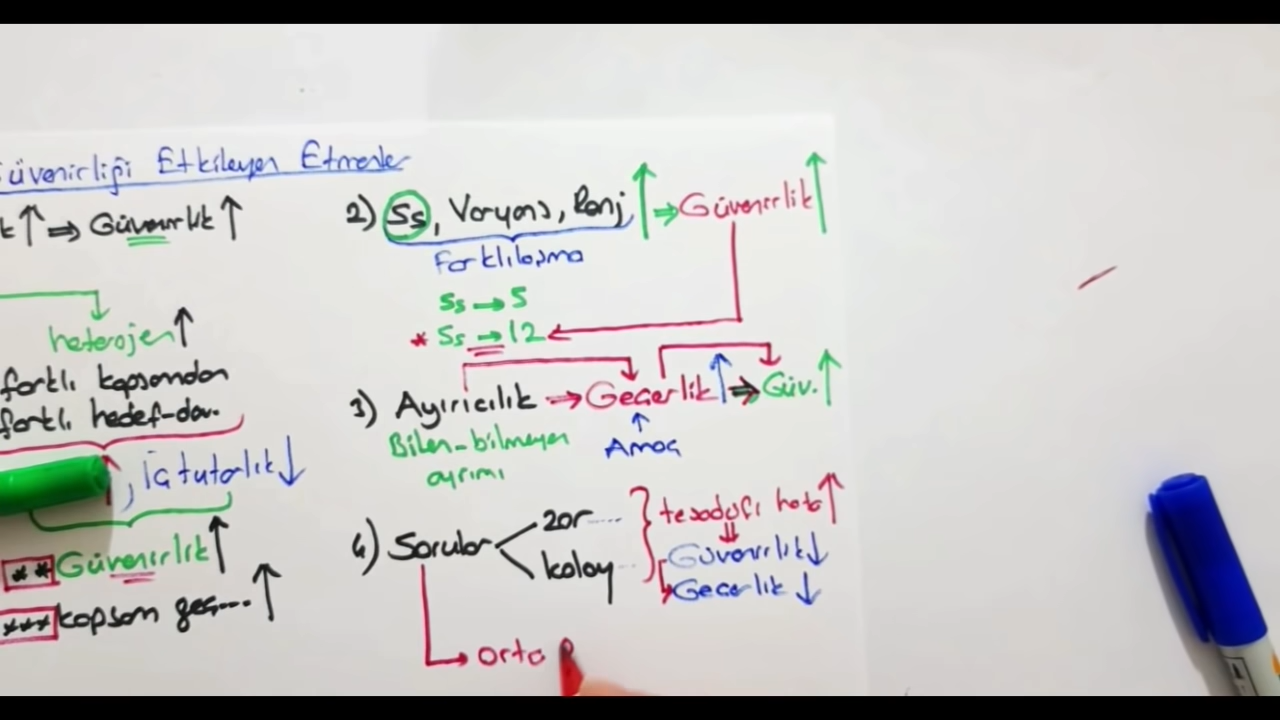 Güvenirliği Etkileyen Etmenler
k ↑ ⇒ Güvenirlik ↑
heterojen ↑
farklı kapsamdan
farklı hedef-dav.
, İç tutarlık ↓
** Güvenirlik ↑
*** kapsam geç... ↑
2) Ss, Varyans, Ranj ↑ ⇒ Güvenirlik ↑
Farklılaşma
Ss → 5
* Ss → 12
3) Ayırıcılık → Geçerlik ↑ ⇒ Güv. ↑
Bilen-bilmeyen
ayrımı
↑
Amaç
4) Sorular
zor ......
kolay ...
tesadüfi hata ↑
⇓
Güvenirlik ↓
Geçerlik ↓
→ orta